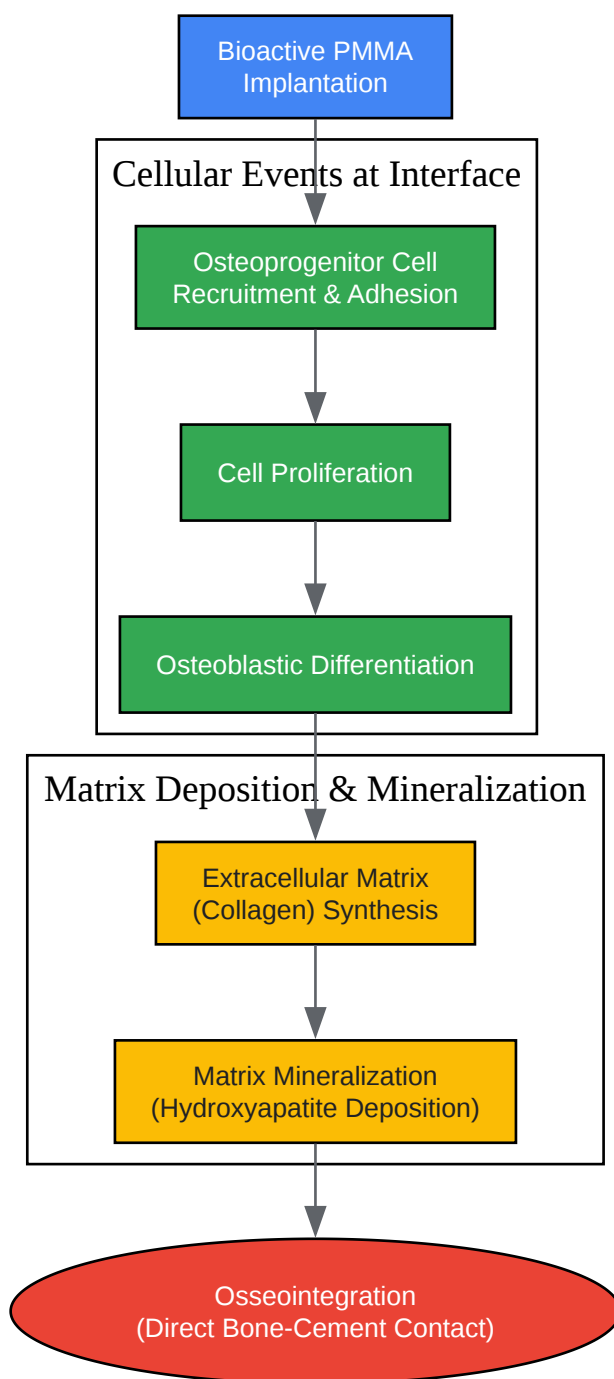 Bioactive PMMA
Implantation
Cellular Events at Interface
Osteoprogenitor Cell
Recruitment & Adhesion
Cell Proliferation
Osteoblastic Differentiation
Matrix Deposition & Mineralization
Extracellular Matrix
(Collagen) Synthesis
Matrix Mineralization
(Hydroxyapatite Deposition)
Osseointegration
(Direct Bone-Cement Contact)